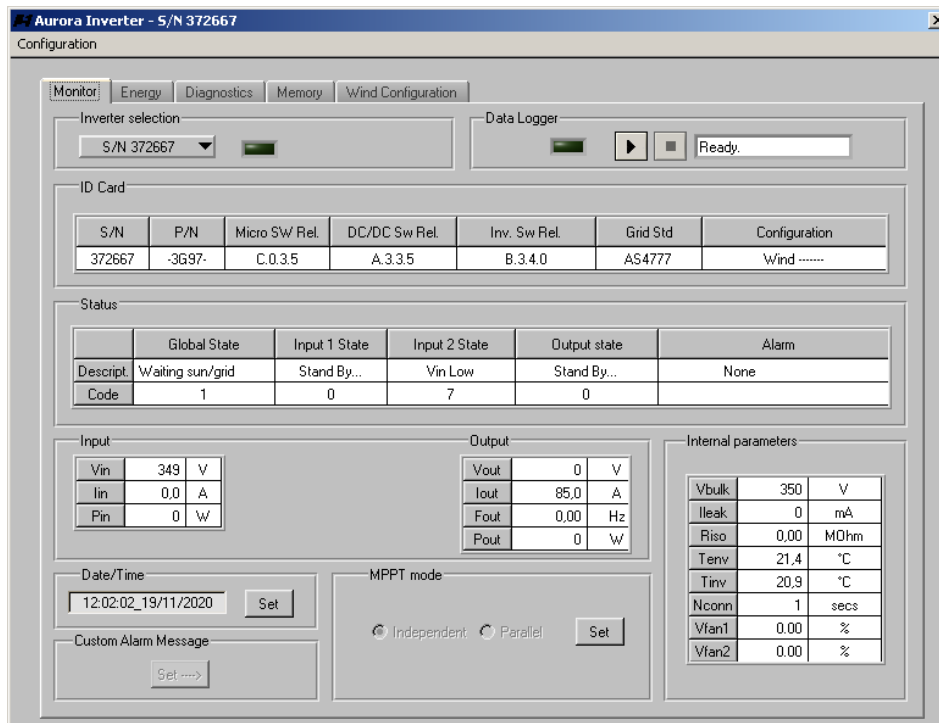 Aurora Inverter - S/N 372667
Configuration
Monitor Energy Diagnostics Memory Wind Configuration
Inverter selection
S/N 372667
Data Logger
Ready.
ID Card
S/N P/N Micro SW Rel. DC/DC Sw Rel. Inv. Sw Rel. Grid Std Configuration
372667 -3G97- C.0.3.5 A.3.3.5 B.3.4.0 AS4777 Wind -------
Status
Global State Input 1 State Input 2 State Output state Alarm
Descript. Waiting sun/grid Stand By... Vin Low Stand By... None
Code 1 0 7 0
Input
Vin 349 V
Iin 0,0 A
Pin 0 W
Output
Vout 0 V
Iout 85,0 A
Fout 0,00 Hz
Pout 0 W
Internal parameters
Vbulk 350 V
Ileak 0 mA
Riso 0,00 MOhm
Tenv 21,4 °C
Tinv 20,9 °C
Nconn 1 secs
Vfan1 0.00 %
Vfan2 0.00 %
Date/Time
12:02:02_19/11/2020 Set
MPPT mode
Independent Parallel Set
Custom Alarm Message
Set ---->